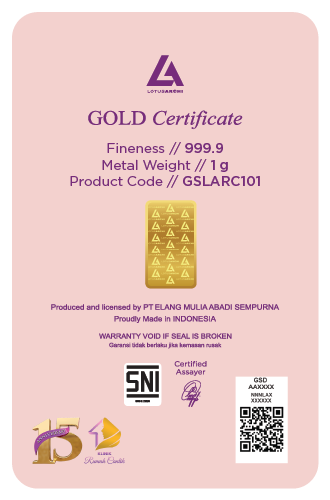 LOTUSARCHI
GOLD Certificate
Fineness // 999.9
Metal Weight // 1 g
Product Code // GSLARC101
Produced and licensed by PT ELANG MULIA ABADI SEMPURNA
Proudly Made in INDONESIA
WARRANTY VOID IF SEAL IS BROKEN
Garansi tidak berlaku jika kemasan rusak
Certified
Assayer
SNI
GSD
AAXXXX
NNNLAX
XXXXXX
15
Rumah Cantik